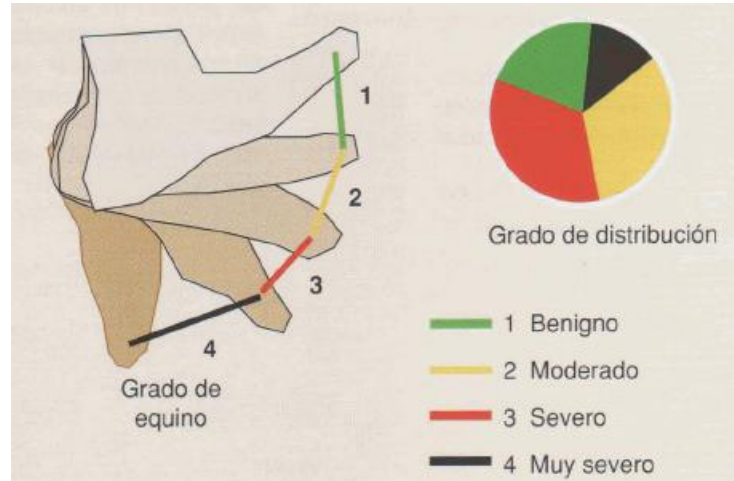 1
2
3
4
Grado de
equino
Grado de distribución
1 Benigno
2 Moderado
3 Severo
4 Muy severo